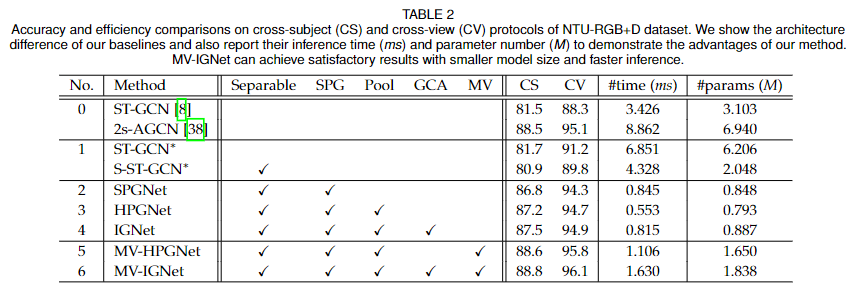 TABLE 2
Accuracy and efficiency comparisons on cross-subject (CS) and cross-view (CV) protocols of NTU-RGB+D dataset. We show the architecture
difference of our baselines and also report their inference time (ms) and parameter number (M) to demonstrate the advantages of our method.
MV-IGNet can achieve satisfactory results with smaller model size and faster inference.
No. Method Separable SPG Pool GCA MV CS CV #time (ms) #params (M)
0 ST-GCN [8] 81.5 88.3 3.426 3.103
2s-AGCN [38] 88.5 95.1 8.862 6.940
1 ST-GCN* 81.7 91.2 6.851 6.206
S-ST-GCN* ✓ 80.9 89.8 4.328 2.048
2 SPGNet ✓ ✓ 86.8 94.3 0.845 0.848
3 HPGNet ✓ ✓ ✓ 87.2 94.7 0.553 0.793
4 IGNet ✓ ✓ ✓ ✓ 87.5 94.9 0.815 0.887
5 MV-HPGNet ✓ ✓ ✓ ✓ 88.6 95.8 1.106 1.650
6 MV-IGNet ✓ ✓ ✓ ✓ ✓ 88.8 96.1 1.630 1.838